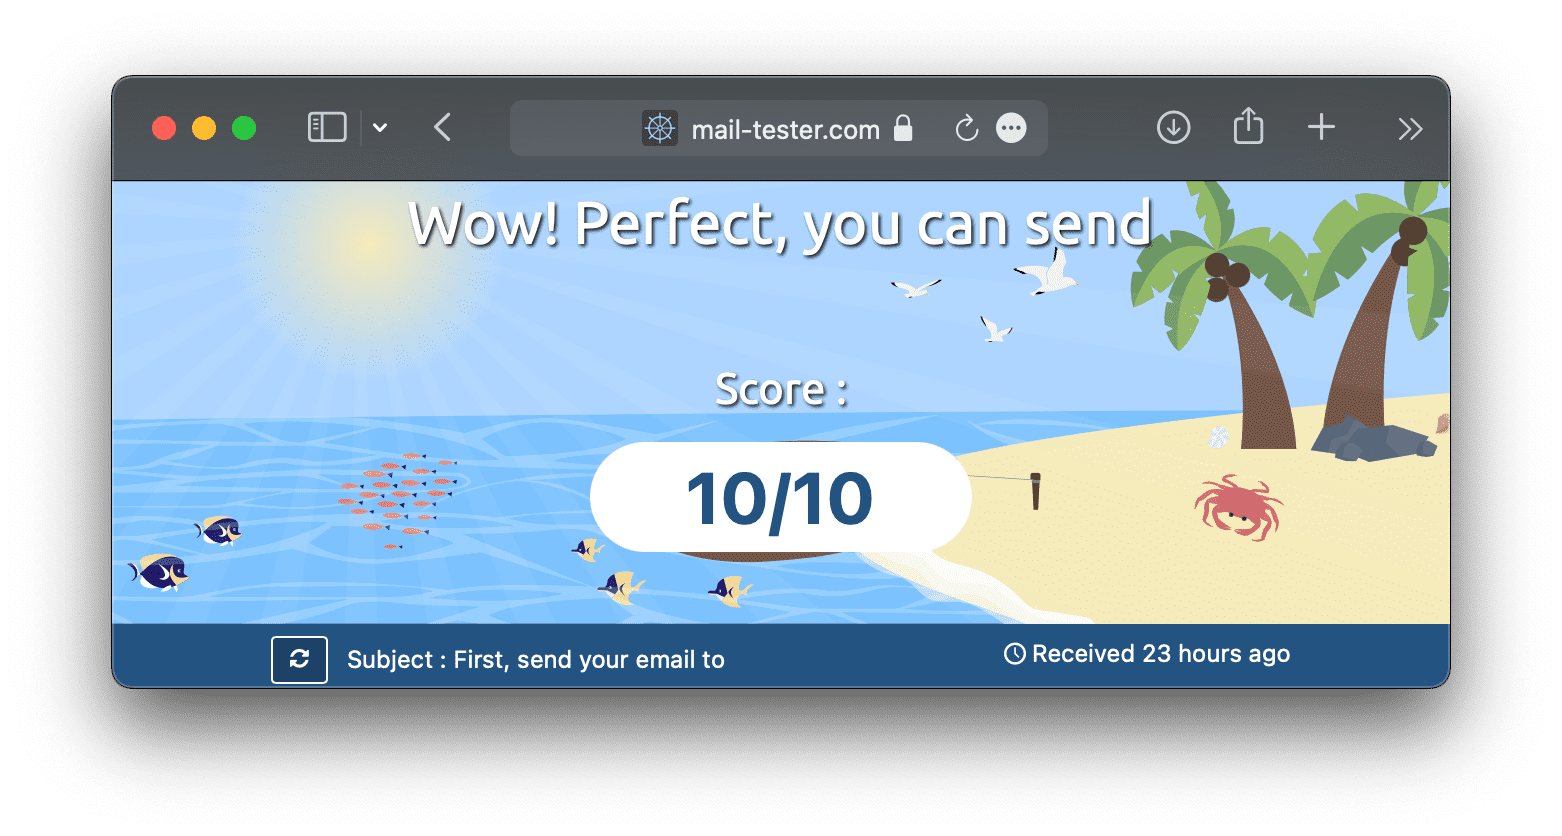 mail-tester.com
Wow! Perfect, you can send
Score :
10/10
Subject : First, send your email to
Received 23 hours ago